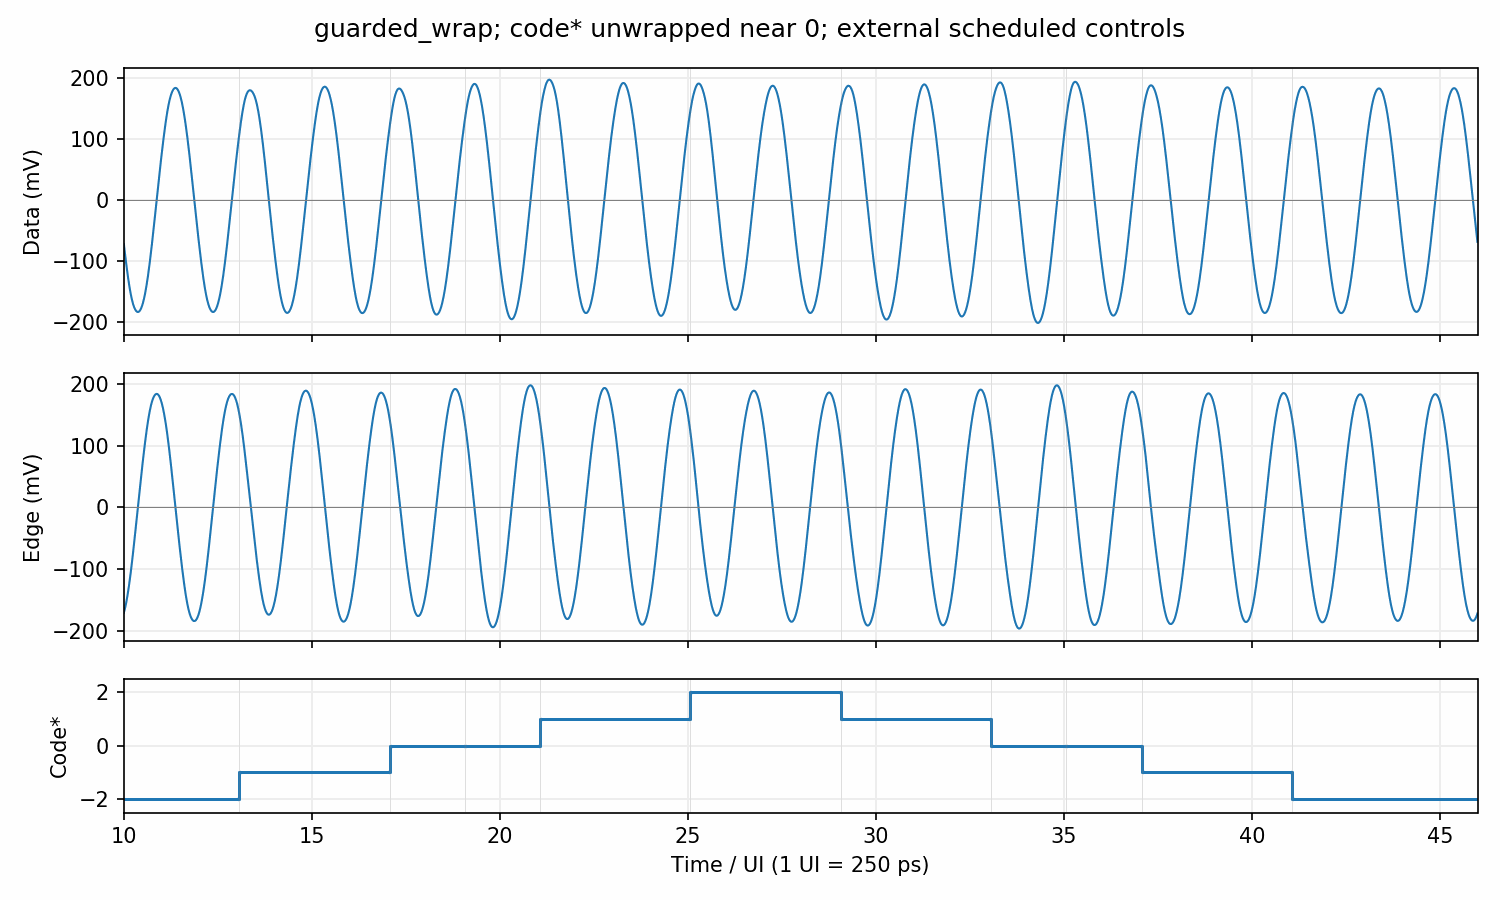 guarded_wrap; code* unwrapped near 0; external scheduled controls
200
100
0
−100
−200
Data (mV)
200
100
0
−100
−200
Edge (mV)
2
0
−2
Code*
10 15 20 25 30 35 40 45
Time / UI (1 UI = 250 ps)